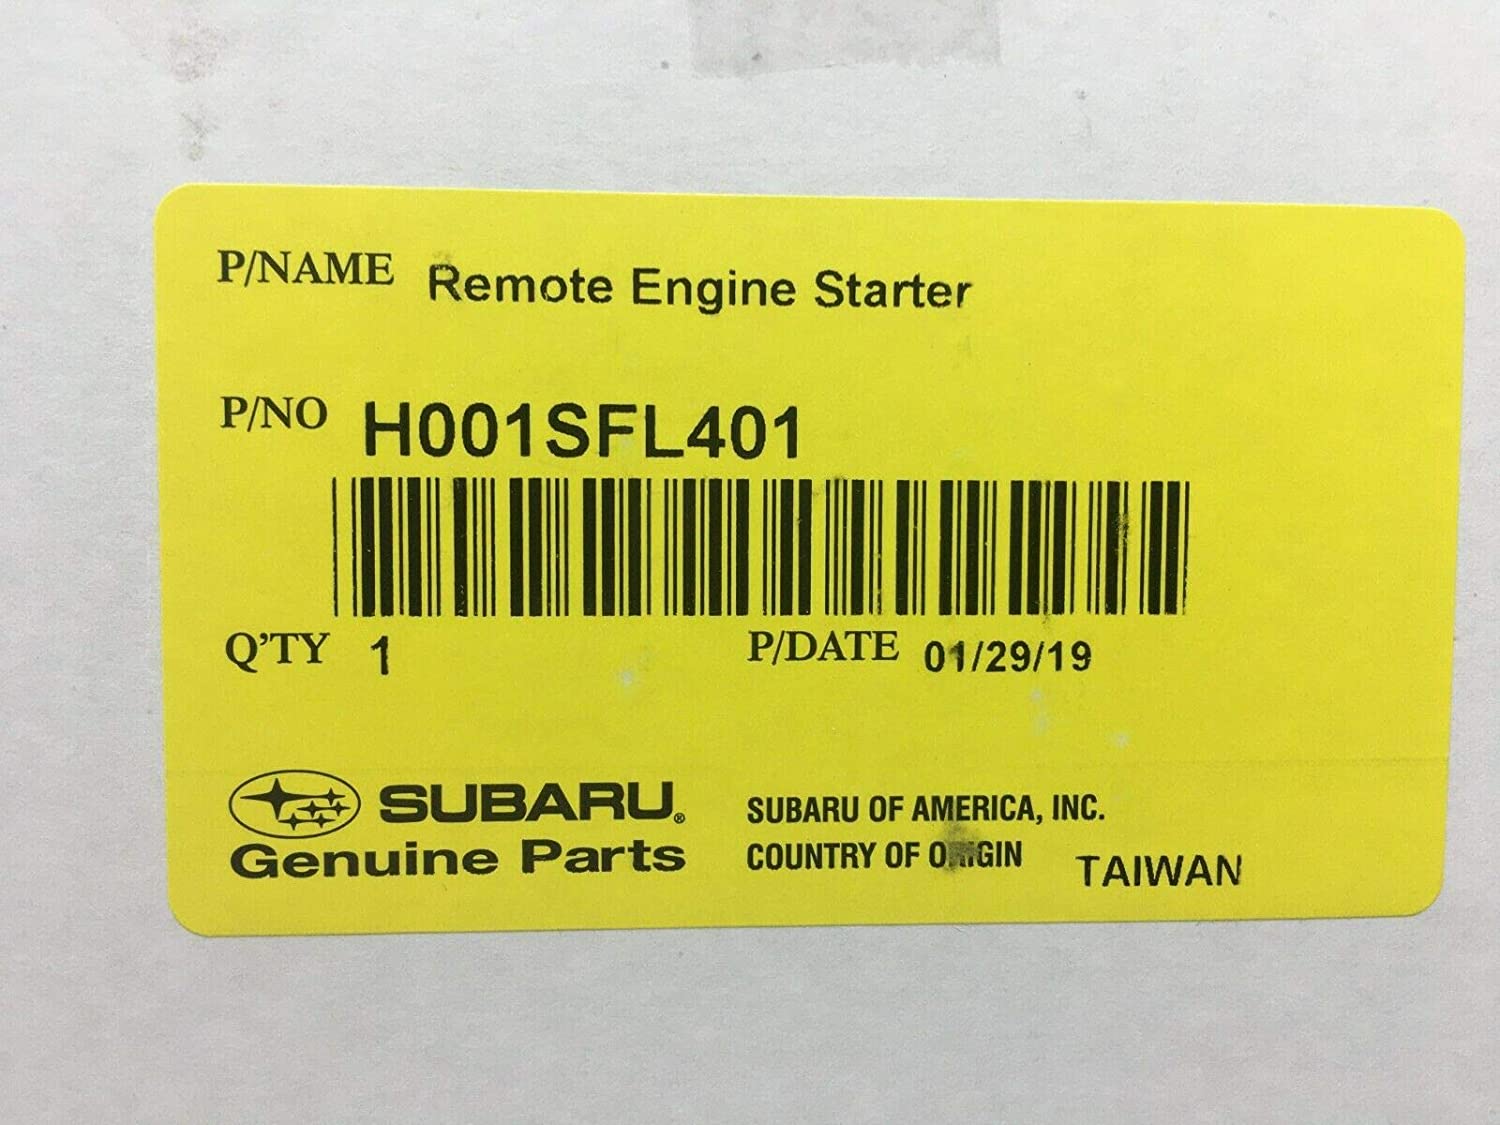 P/NAME Remote Engine Starter
P/NO H001SFL401
Q'TY 1 P/DATE 01/29/19
SUBARU®
Genuine Parts
SUBARU OF AMERICA, INC.
COUNTRY OF ORIGIN TAIWAN